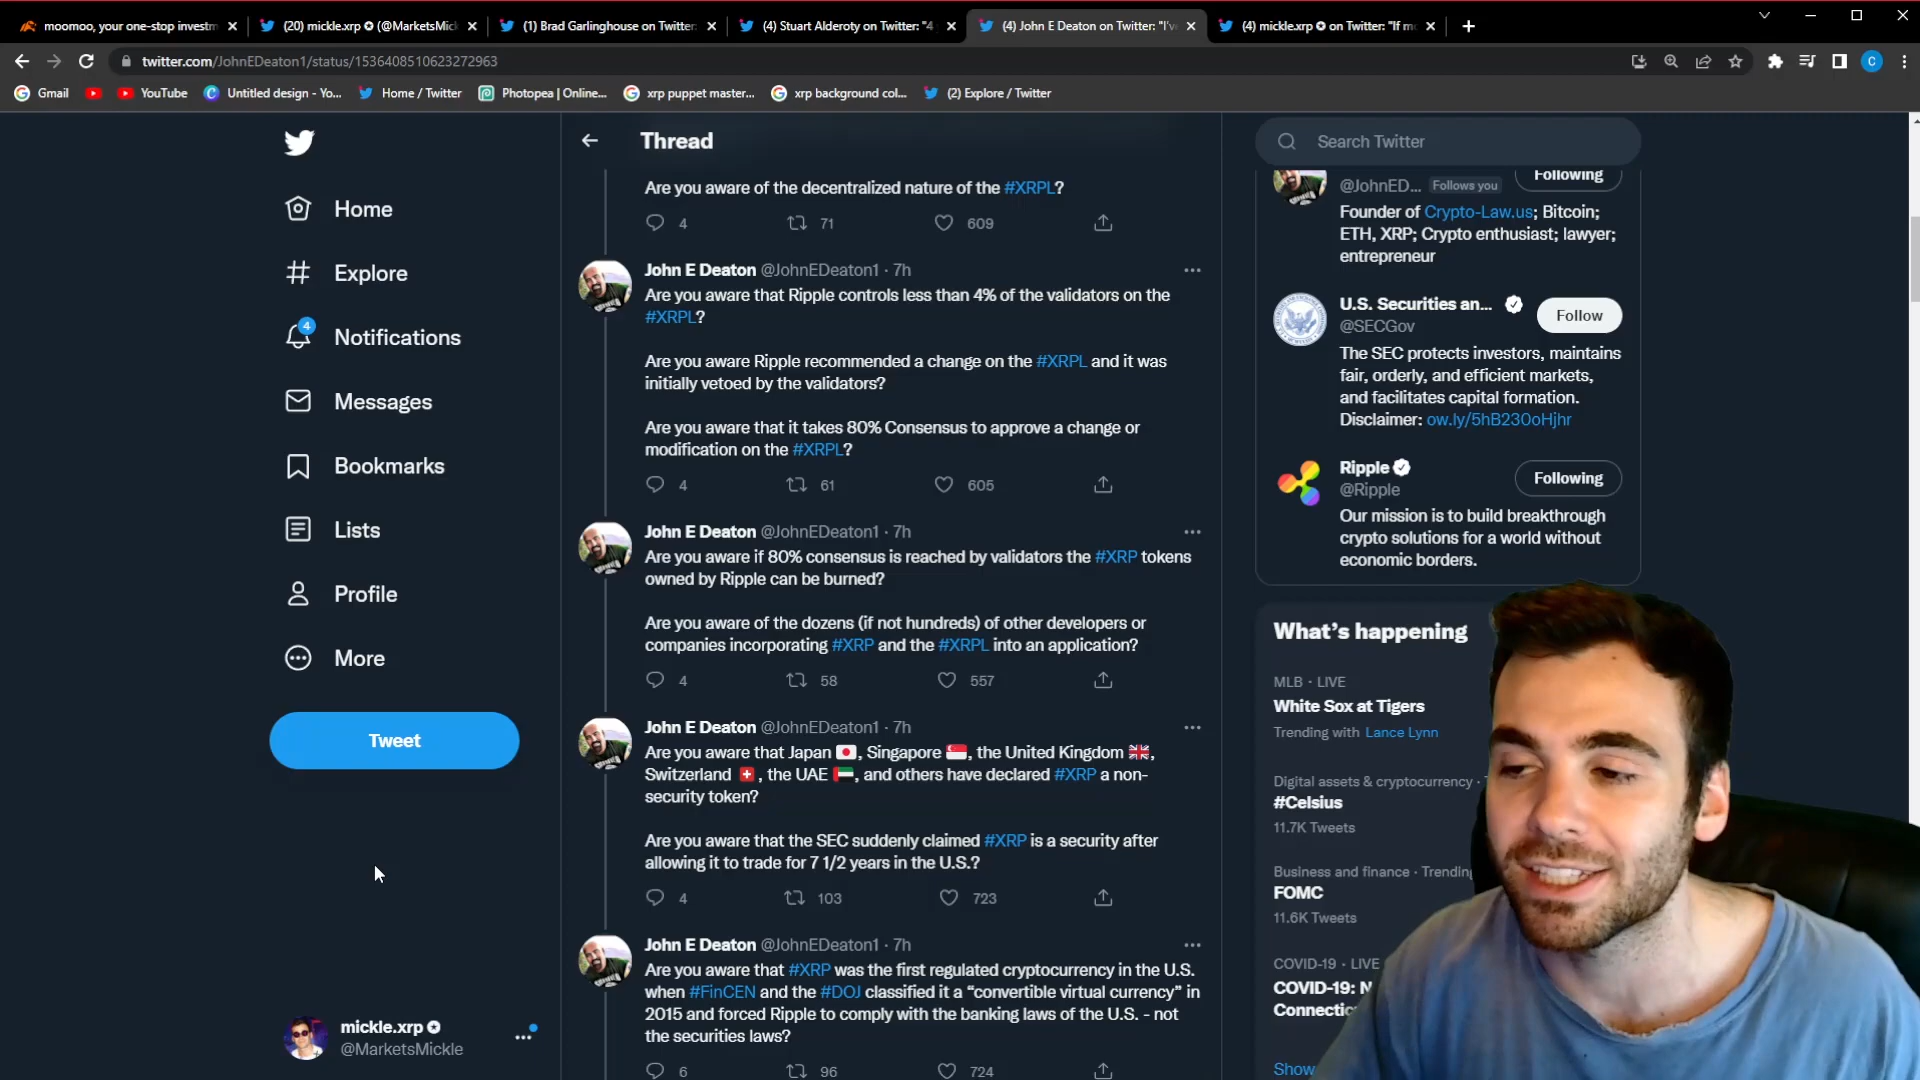 moomoo, your one-stop investm
(20) mickle.xrp ✪ (@MarketsMick
(1) Brad Garlinghouse on Twitter:
(4) Stuart Alderoty on Twitter: "4
(4) John E Deaton on Twitter: "I'v
(4) mickle.xrp ✪ on Twitter: "If m
twitter.com/JohnEDeaton1/status/1536408510623272963
C
Gmail
YouTube
Untitled design - Yo...
Home / Twitter
Photopea | Online...
xrp puppet master...
xrp background col...
(2) Explore / Twitter
Home
Explore
4
Notifications
Messages
Bookmarks
Lists
Profile
More
Tweet
mickle.xrp ✪
@MarketsMickle
Thread
Are you aware of the decentralized nature of the #XRPL?
4 71 609
John E Deaton @JohnEDeaton1 · 7h
Are you aware that Ripple controls less than 4% of the validators on the
#XRPL?
Are you aware Ripple recommended a change on the #XRPL and it was
initially vetoed by the validators?
Are you aware that it takes 80% Consensus to approve a change or
modification on the #XRPL?
4 61 605
John E Deaton @JohnEDeaton1 · 7h
Are you aware if 80% consensus is reached by validators the #XRP tokens
owned by Ripple can be burned?
Are you aware of the dozens (if not hundreds) of other developers or
companies incorporating #XRP and the #XRPL into an application?
4 58 557
John E Deaton @JohnEDeaton1 · 7h
Are you aware that Japan 🇯🇵, Singapore 🇸🇬, the United Kingdom 🇬🇧,
Switzerland 🇨🇭, the UAE 🇦🇪, and others have declared #XRP a non-
security token?
Are you aware that the SEC suddenly claimed #XRP is a security after
allowing it to trade for 7 1/2 years in the U.S.?
4 103 723
John E Deaton @JohnEDeaton1 · 7h
Are you aware that #XRP was the first regulated cryptocurrency in the U.S.
when #FinCEN and the #DOJ classified it a “convertible virtual currency” in
2015 and forced Ripple to comply with the banking laws of the U.S. - not
the securities laws?
6 96 724
Search Twitter
@JohnED... Follows you
Following
Founder of Crypto-Law.us; Bitcoin;
ETH, XRP; Crypto enthusiast; lawyer;
entrepreneur
U.S. Securities an...
@SECGov
Follow
The SEC protects investors, maintains
fair, orderly, and efficient markets,
and facilitates capital formation.
Disclaimer: ow.ly/5hB230oHjhr
Ripple
@Ripple
Following
Our mission is to build breakthrough
crypto solutions for a world without
economic borders.
What's happening
MLB · LIVE
White Sox at Tigers
Trending with Lance Lynn
Digital assets & cryptocurrency ·
#Celsius
11.7K Tweets
Business and finance · Trending
FOMC
11.6K Tweets
COVID-19 · LIVE
COVID-19: N
Connectic
Show